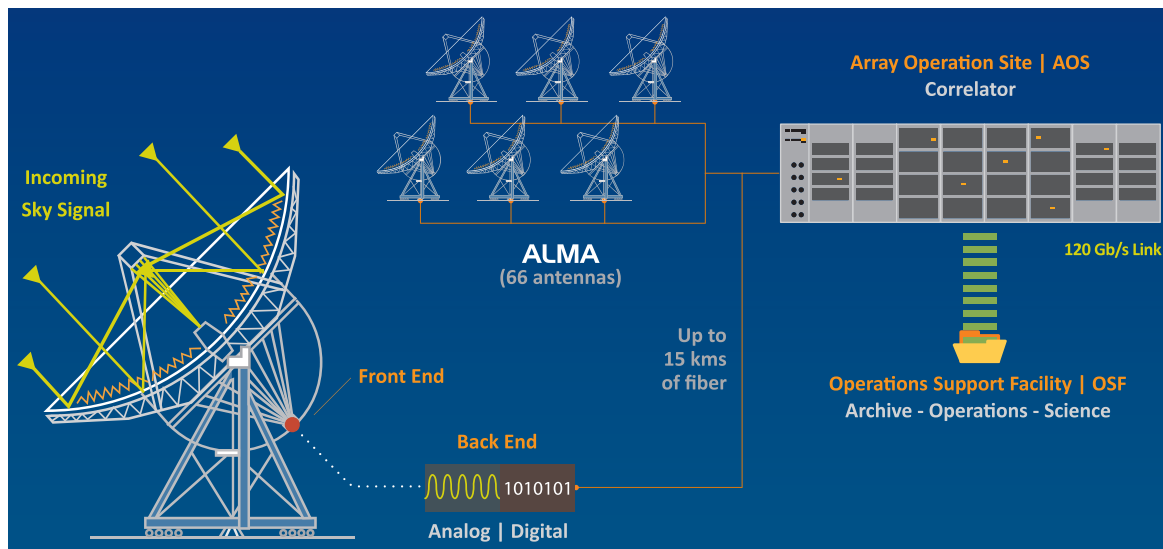 Incoming
Sky Signal
ALMA
(66 antennas)
Array Operation Site | AOS
Correlator
120 Gb/s Link
Up to
15 kms
of fiber
Operations Support Facility | OSF
Archive - Operations - Science
Front End
Back End
1010101
Analog | Digital